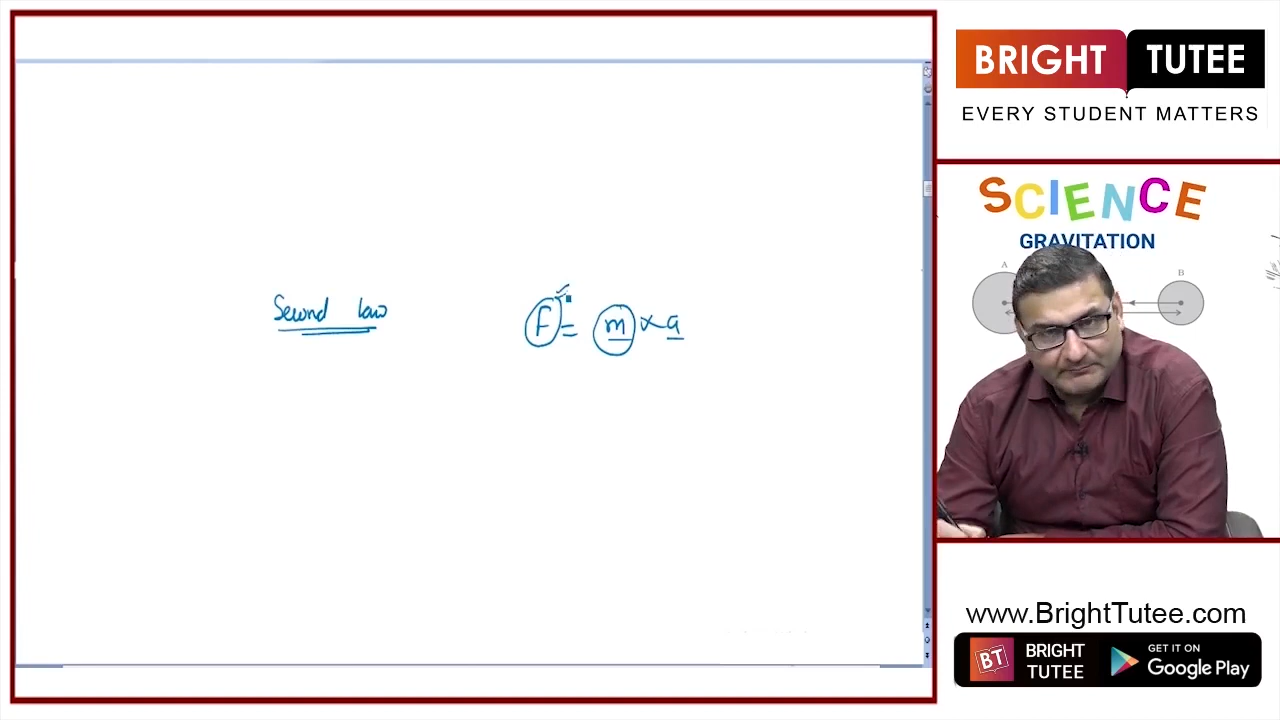 BRIGHT TUTEE
EVERY STUDENT MATTERS
SCIENCE
GRAVITATION
A
B
Second law
F = m × a
www.BrightTutee.com
BT
BRIGHT
TUTEE
GET IT ON
Google Play